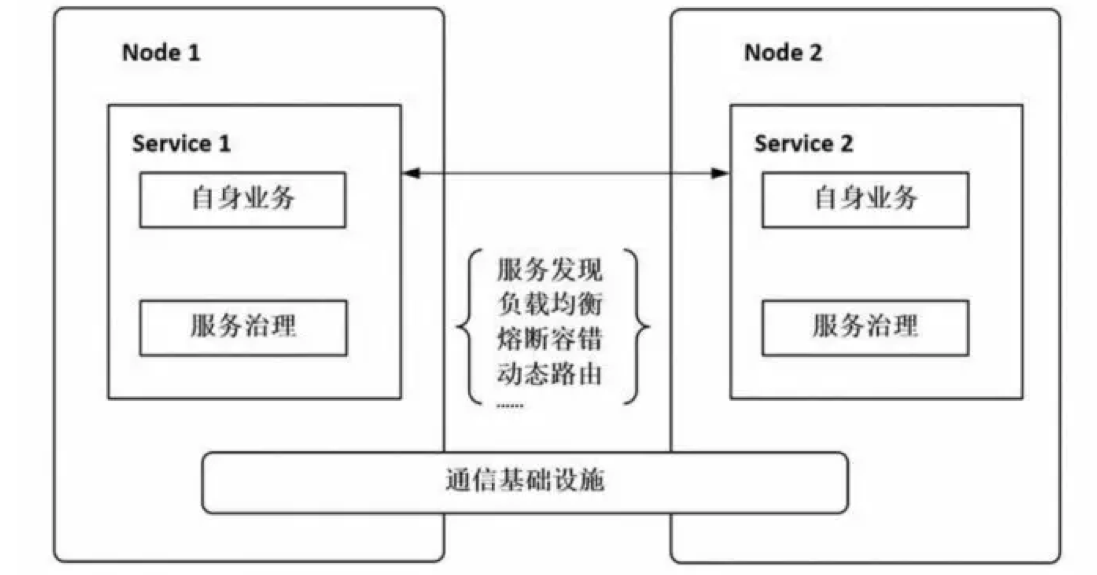 Node 1
Service 1
自身业务
服务治理
服务发现
负载均衡
熔断容错
动态路由
......
Node 2
Service 2
自身业务
服务治理
通信基础设施